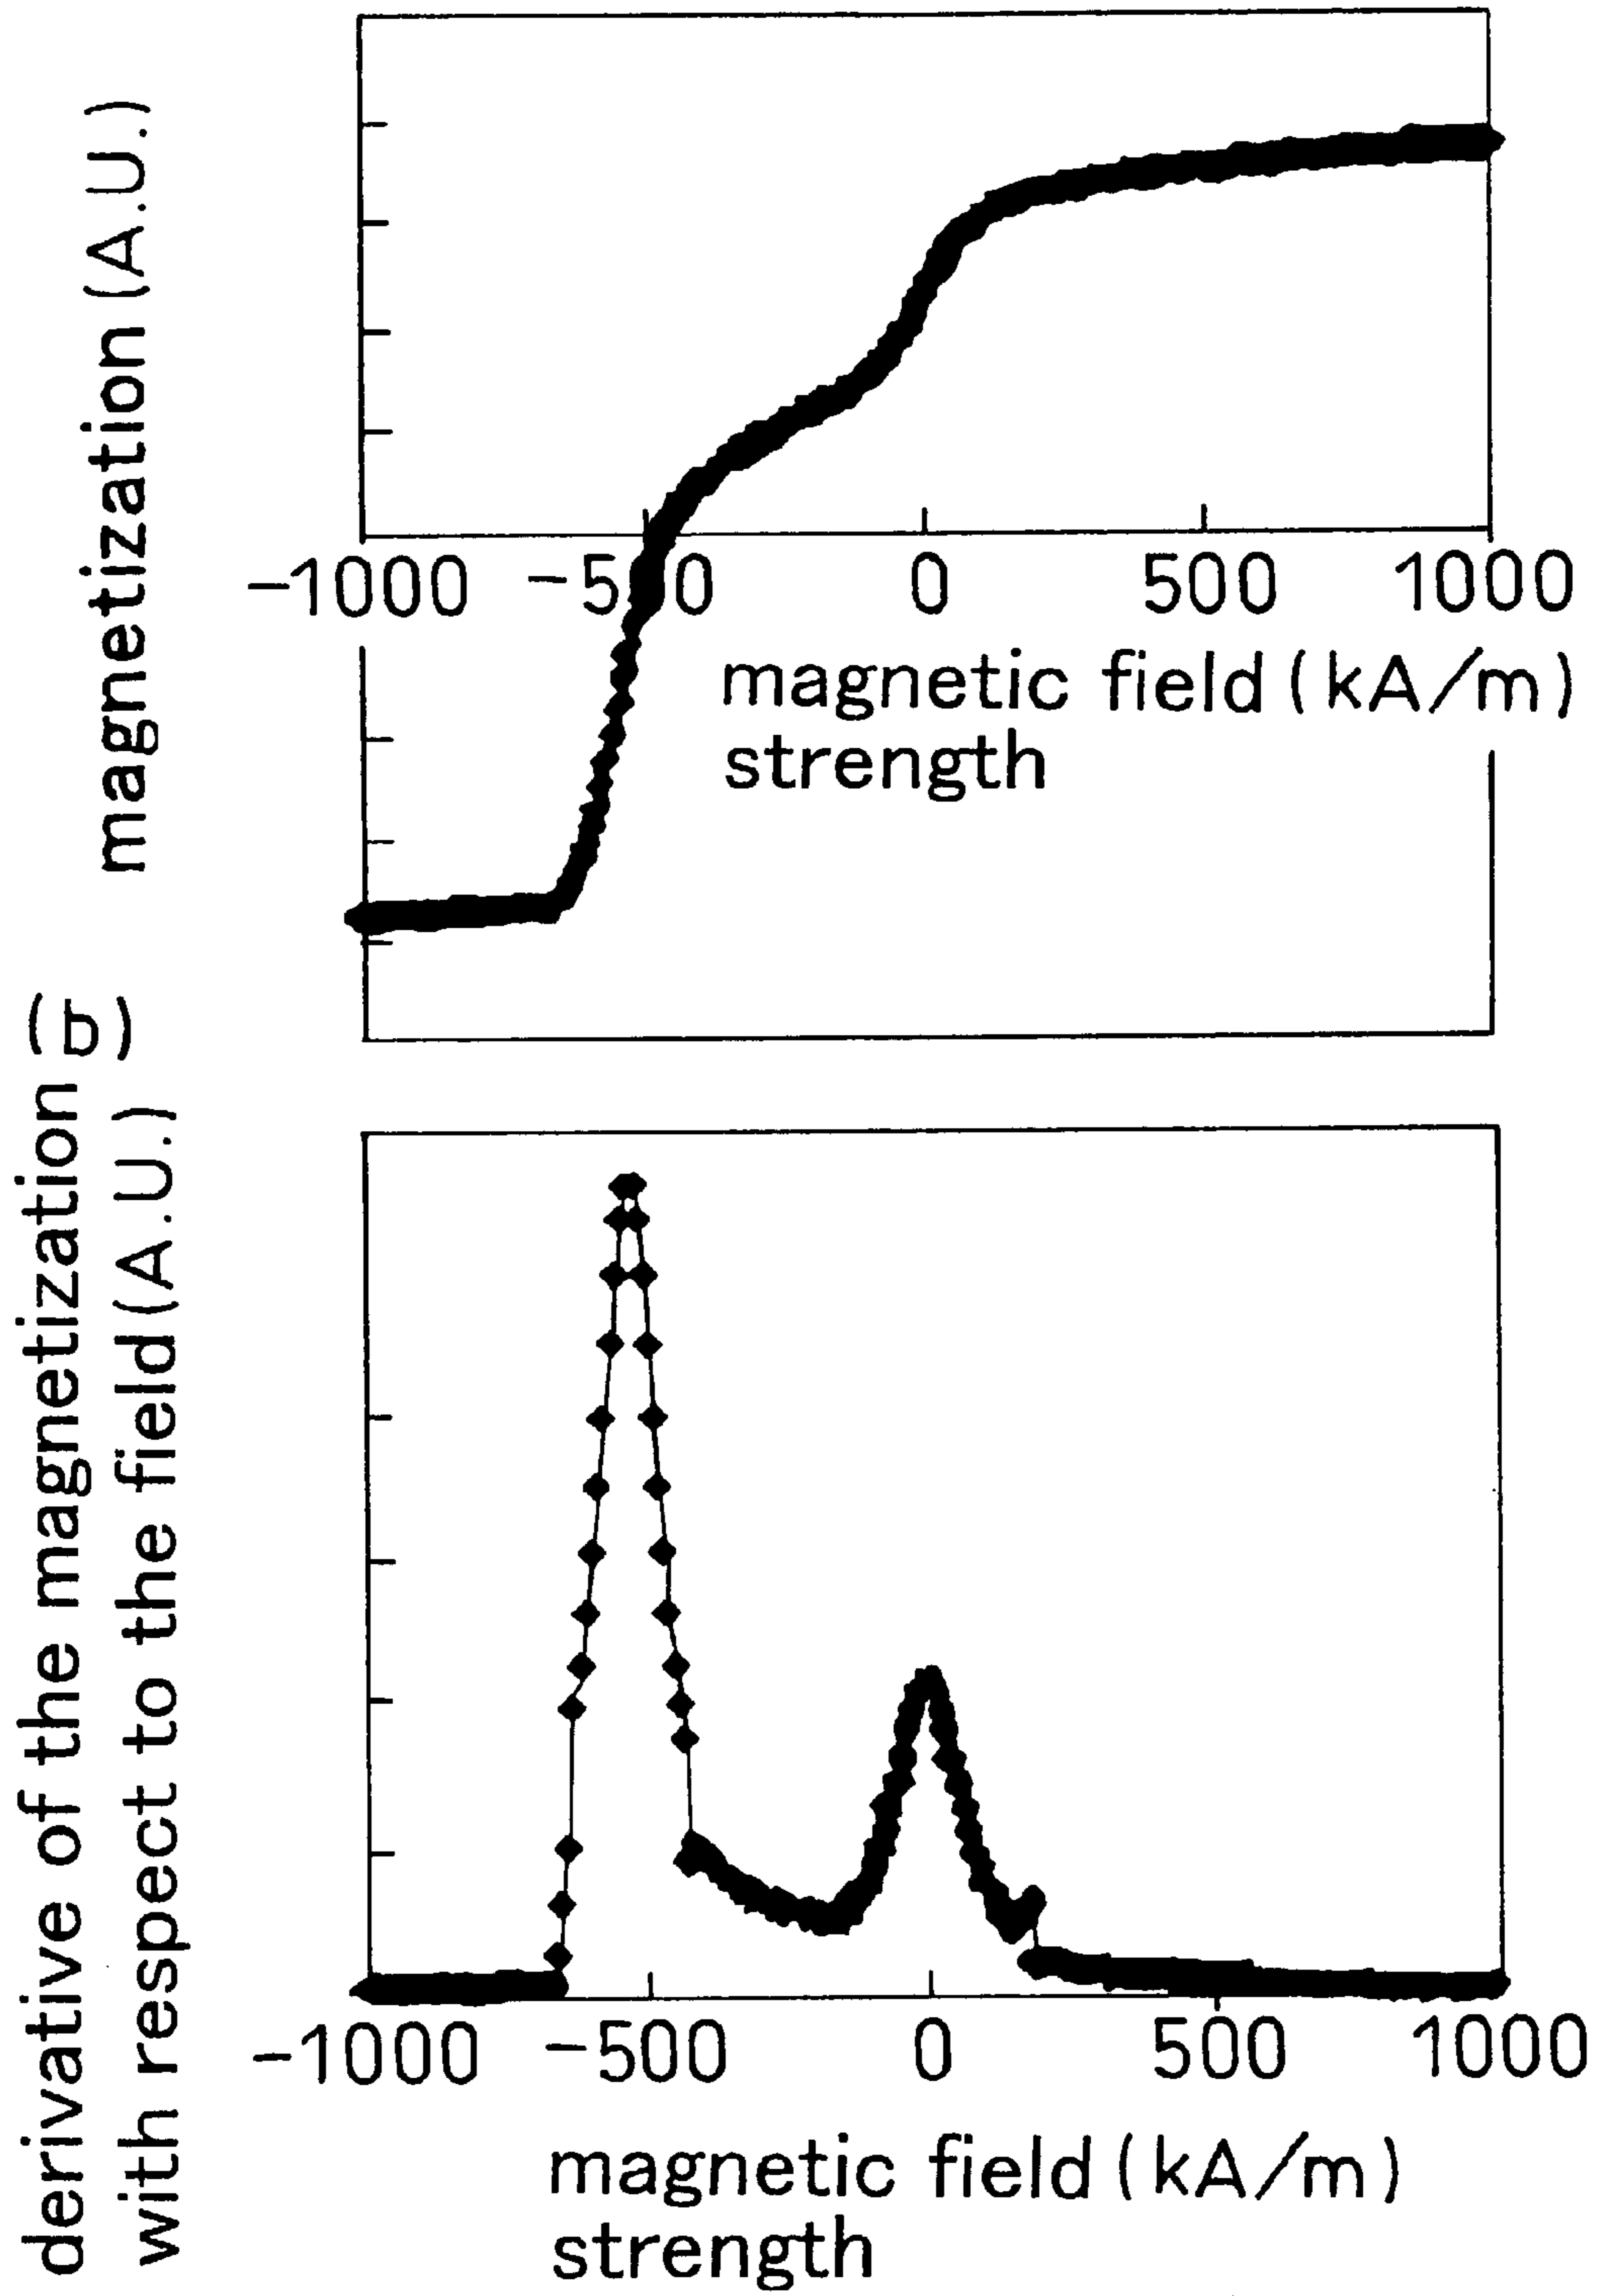 magnetization (A.U.)
-1000 -500 0 500 1000
magnetic field (kA/m)
strength
(b)
derivative of the magnetization
with respect to the field (A.U.)
-1000 -500 0 500 1000
magnetic field (kA/m)
strength